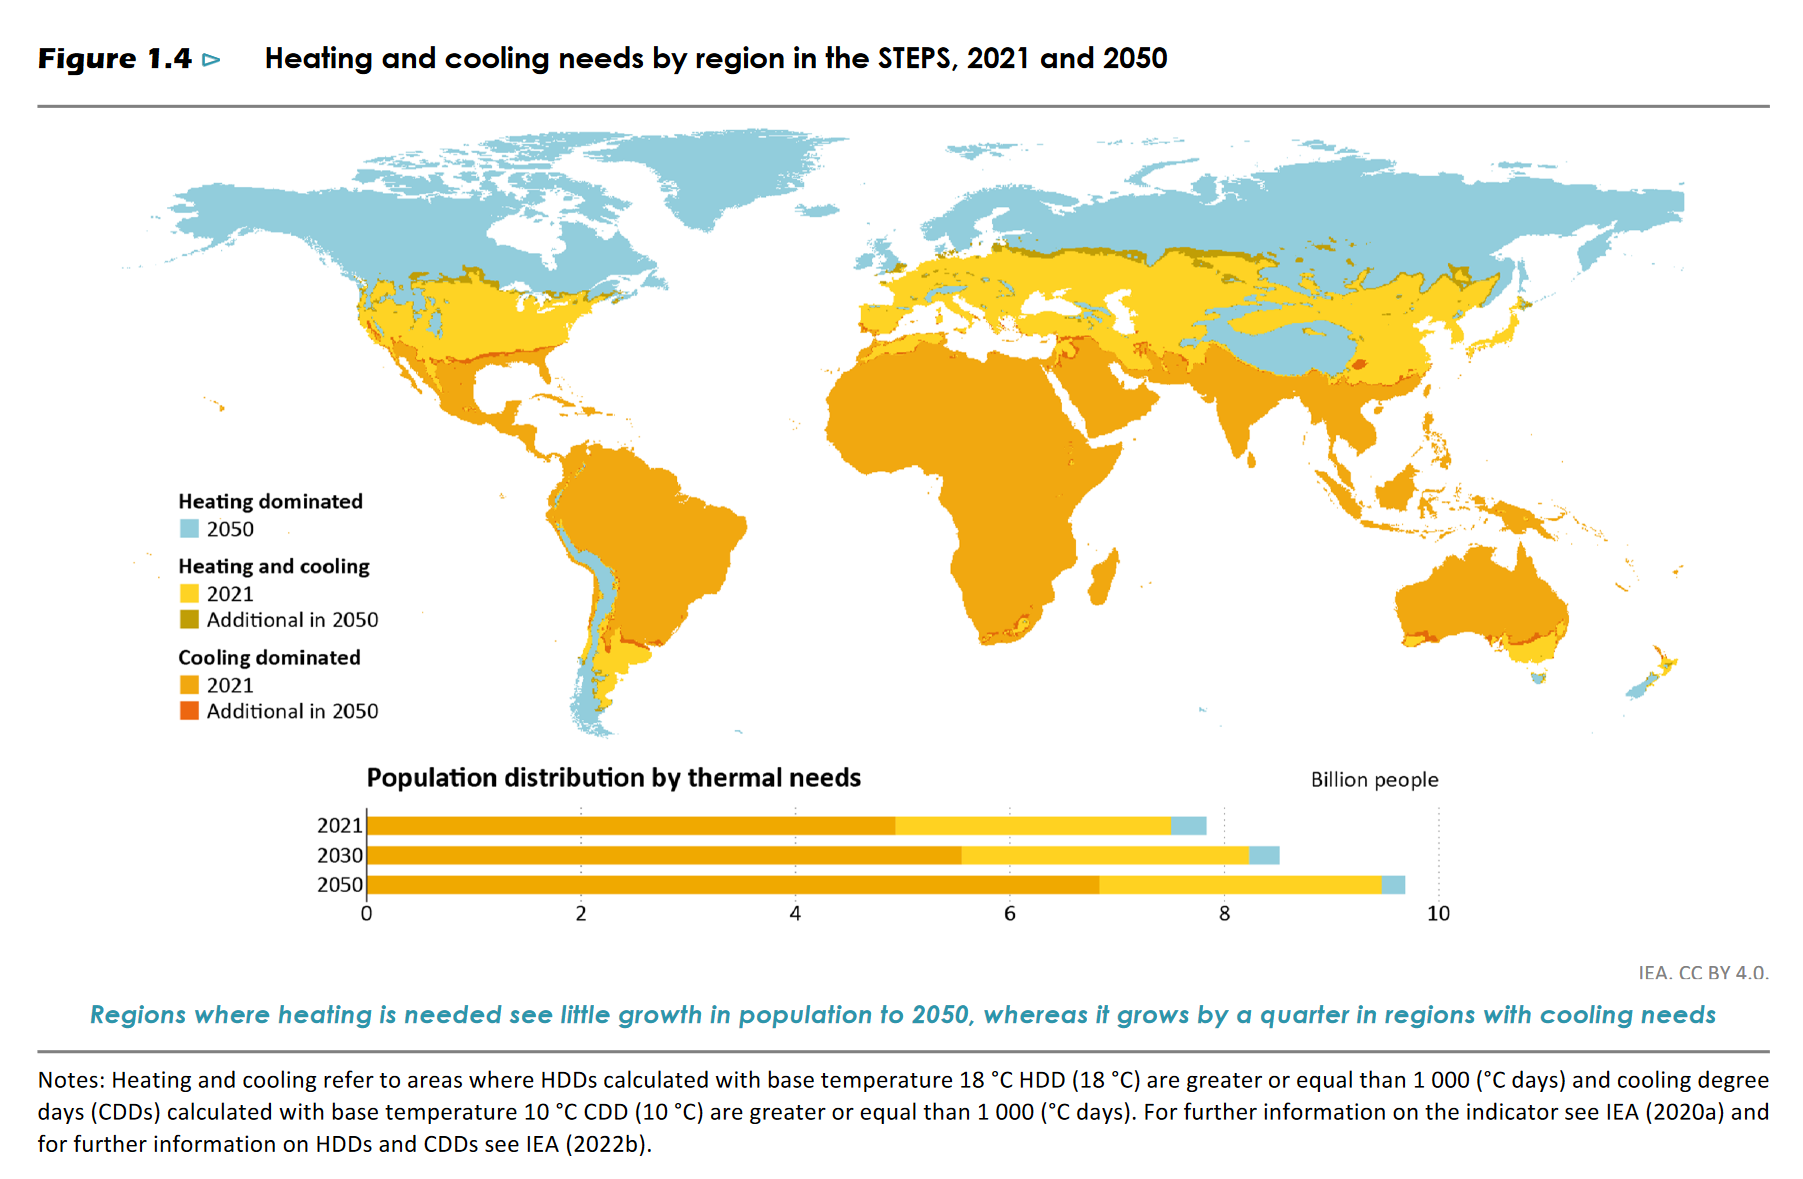 Figure 1.4 ▷ Heating and cooling needs by region in the STEPS, 2021 and 2050
Heating dominated
2050
Heating and cooling
2021
Additional in 2050
Cooling dominated
2021
Additional in 2050
Population distribution by thermal needs
Billion people
2021
2030
2050
0 2 4 6 8 10
IEA. CC BY 4.0.
Regions where heating is needed see little growth in population to 2050, whereas it grows by a quarter in regions with cooling needs
Notes: Heating and cooling refer to areas where HDDs calculated with base temperature 18 °C HDD (18 °C) are greater or equal than 1 000 (°C days) and cooling degree
days (CDDs) calculated with base temperature 10 °C CDD (10 °C) are greater or equal than 1 000 (°C days). For further information on the indicator see IEA (2020a) and
for further information on HDDs and CDDs see IEA (2022b).